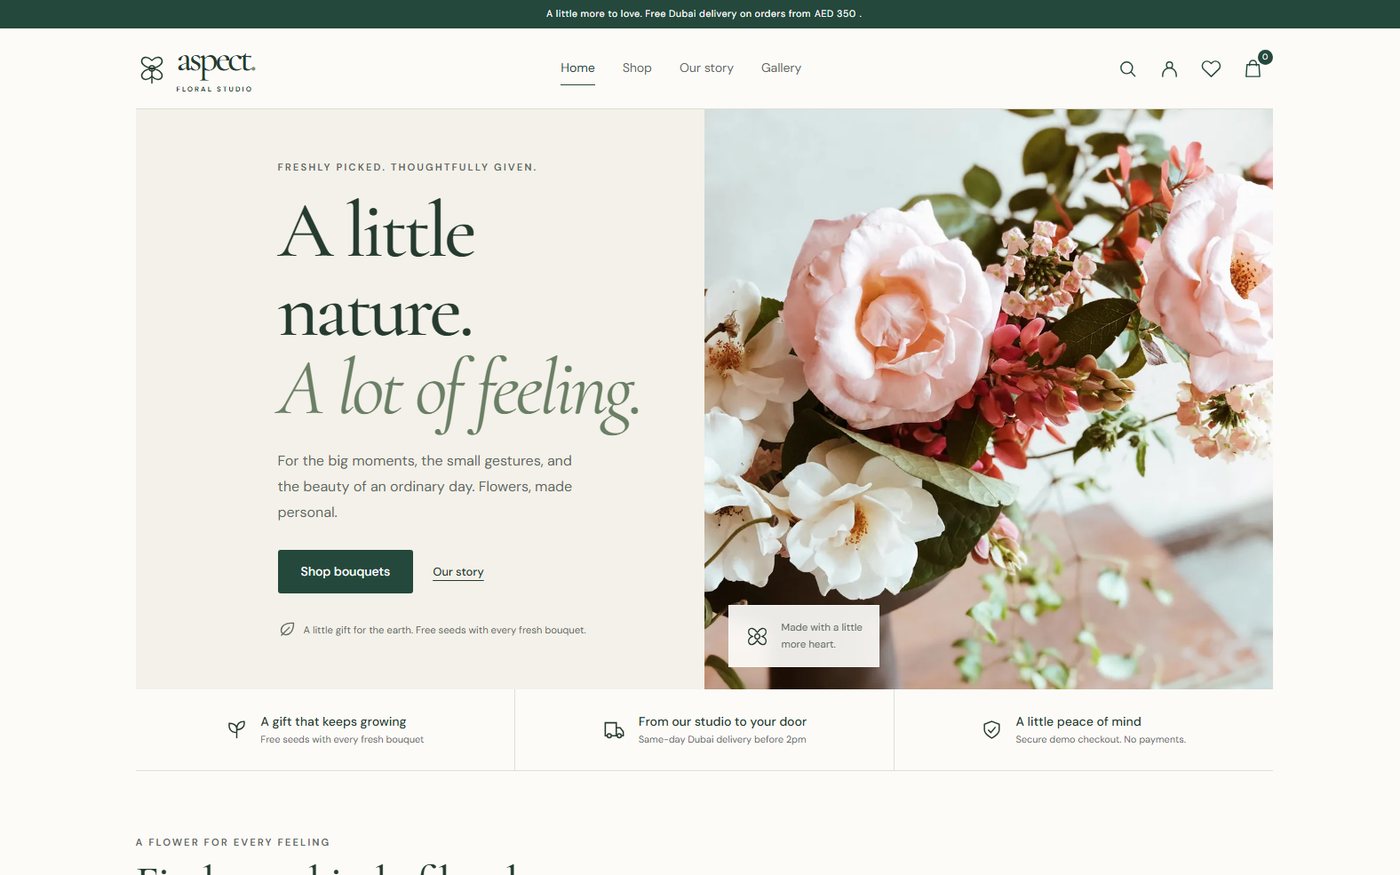 A little more to love. Free Dubai delivery on orders from AED 350 .
aspect.
FLORAL STUDIO
Home
Shop
Our story
Gallery
0
FRESHLY PICKED. THOUGHTFULLY GIVEN.
A little
nature.
A lot of feeling.
For the big moments, the small gestures, and
the beauty of an ordinary day. Flowers, made
personal.
Shop bouquets
Our story
A little gift for the earth. Free seeds with every fresh bouquet.
Made with a little
more heart.
A gift that keeps growing
Free seeds with every fresh bouquet
From our studio to your door
Same-day Dubai delivery before 2pm
A little peace of mind
Secure demo checkout. No payments.
A FLOWER FOR EVERY FEELING